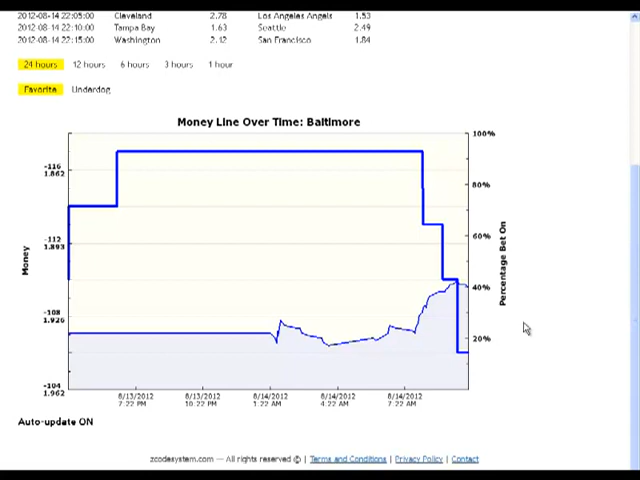 2012-08-14 22:05:00 Cleveland 2.78 Los Angeles Angels 1.53
2012-08-14 22:10:00 Tampa Bay 1.63 Seattle 2.49
2012-08-14 22:15:00 Washington 2.12 San Francisco 1.84
24 hours 12 hours 6 hours 3 hours 1 hour
Favorite Underdog
Money Line Over Time: Baltimore
100%
-116
1.862
80%
-112
1.893
60%
Money
Percentage Bet On
40%
-108
1.926
20%
-104
1.962
8/13/2012 8/13/2012 8/14/2012 8/14/2012 8/14/2012
7:22 PM 10:22 PM 1:22 AM 4:22 AM 7:22 AM
Auto-update ON
zcodesystem.com — All rights reserved © | Terms and Conditions | Privacy Policy | Contact